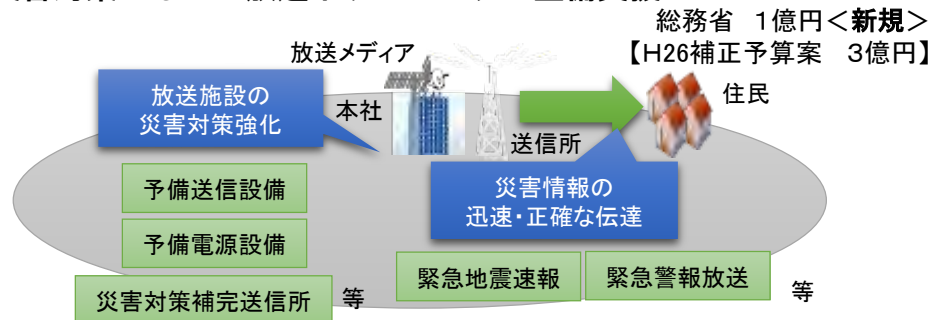 総務省 1億円<新規>
【H26補正予算案 3億円】
放送メディア
放送施設の
災害対策強化
本社
送信所
住民
災害情報の
迅速・正確な伝達
予備送信設備
予備電源設備
災害対策補完送信所 等
緊急地震速報
緊急警報放送
等